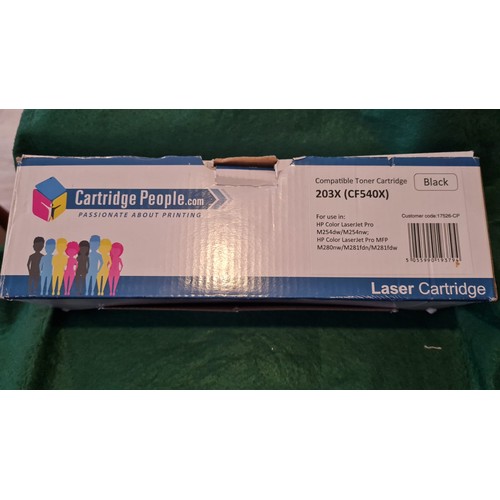 Cartridge People.com
PASSIONATE ABOUT PRINTING
Compatible Toner Cartridge
203X (CF540X)
Black
For use in:
HP Color LaserJet Pro
M254dw/M254nw;
HP Color LaserJet Pro MFP
M280nw/M281fdn/M281fdw
Customer code:17526-CP
Laser Cartridge